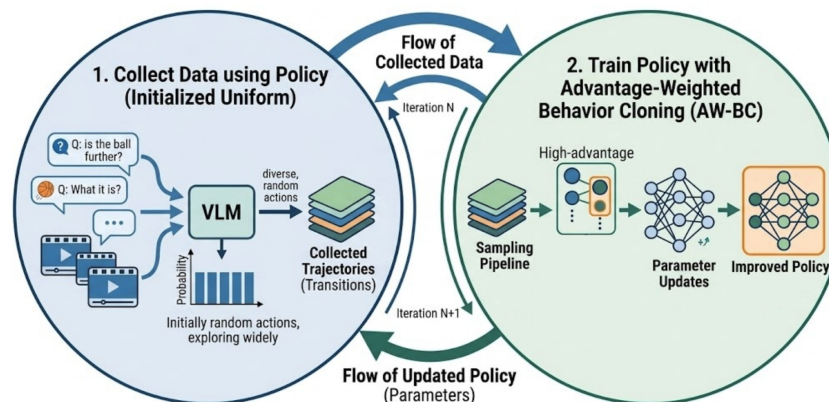 Flow of
Collected Data
1. Collect Data using Policy
(Initialized Uniform)
Q: is the ball
further?
Q: What it is?
...
VLM
diverse,
random
actions
Collected
Trajectories
(Transitions)
Probability
Initially random actions,
exploring widely
Iteration N
Iteration N+1
2. Train Policy with
Advantage-Weighted
Behavior Cloning (AW-BC)
High-advantage
Sampling
Pipeline
Parameter
Updates
Improved Policy
Flow of Updated Policy
(Parameters)